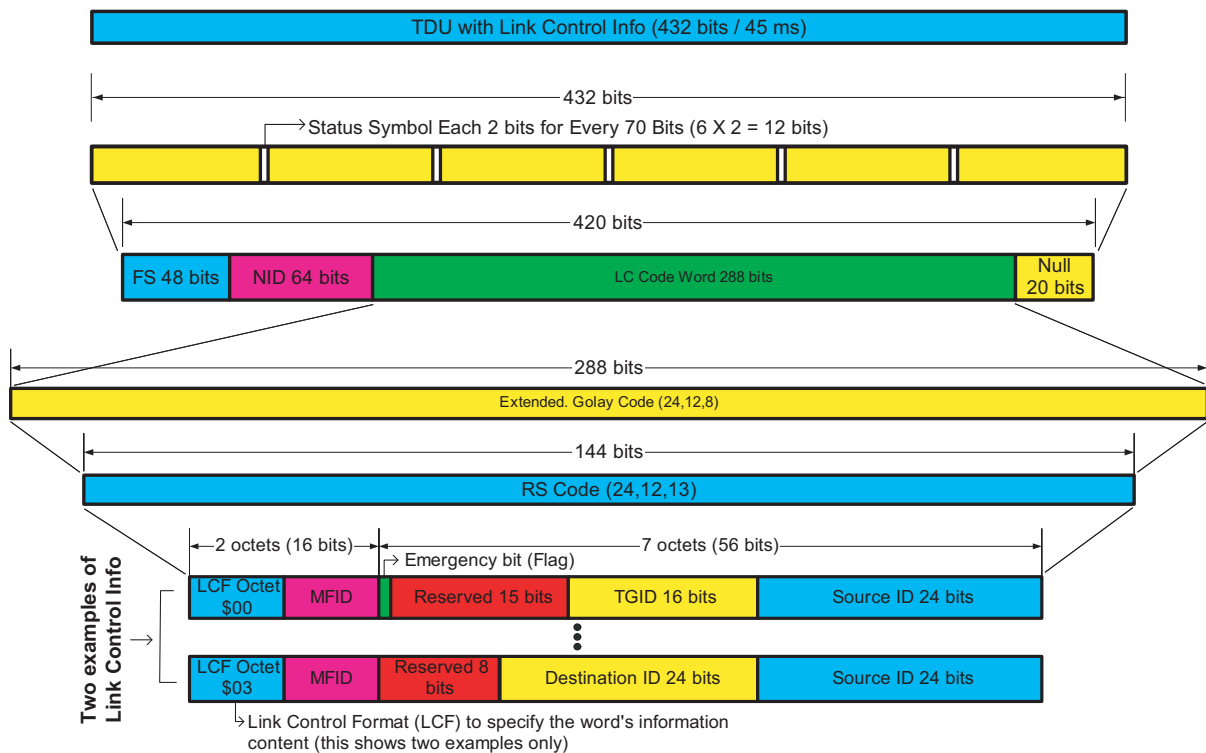 TDU with Link Control Info (432 bits / 45 ms)
432 bits
Status Symbol Each 2 bits for Every 70 Bits (6 X 2 = 12 bits)
420 bits
FS 48 bits
NID 64 bits
LC Code Word 288 bits
Null
20 bits
288 bits
Extended. Golay Code (24,12,8)
144 bits
RS Code (24,12,13)
2 octets (16 bits)
7 octets (56 bits)
Emergency bit (Flag)
Two examples of
Link Control Info
LCF Octet
$00
MFID
Reserved 15 bits
TGID 16 bits
Source ID 24 bits
LCF Octet
$03
MFID
Reserved 8
bits
Destination ID 24 bits
Source ID 24 bits
Link Control Format (LCF) to specify the word's information
content (this shows two examples only)